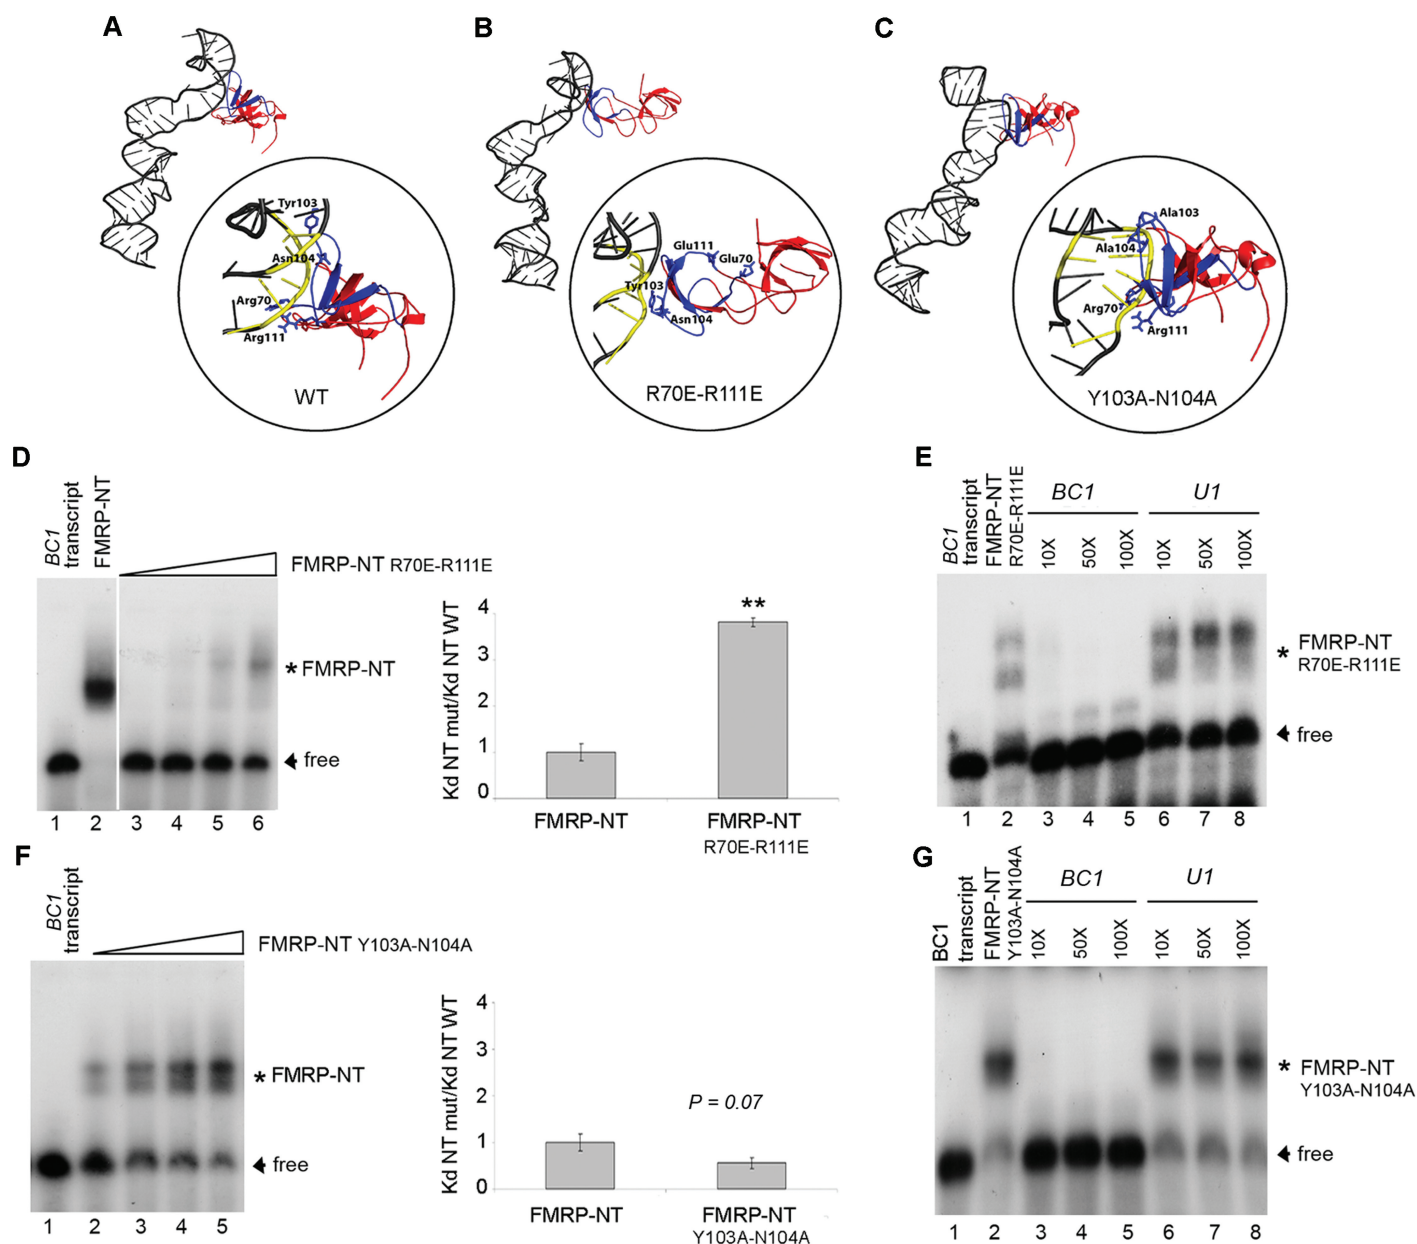 A
B
C
Tyr103
Asn104
Arg70
Arg111
WT
Glu111
Glu70
Tyr103
Asn104
R70E-R111E
Ala103
Ala104
Arg70
Arg111
Y103A-N104A
D
BC1
transcript
FMRP-NT
FMRP-NT R70E-R111E
* FMRP-NT
free
1 2 3 4 5 6
Kd NT mut/Kd NT WT
4
3
2
1
0
**
FMRP-NT
FMRP-NT
R70E-R111E
E
BC1
transcript
FMRP-NT
R70E-R111E
BC1
U1
10X 50X 100X 10X 50X 100X
* FMRP-NT
R70E-R111E
free
1 2 3 4 5 6 7 8
F
BC1
transcript
FMRP-NT Y103A-N104A
* FMRP-NT
free
1 2 3 4 5
Kd NT mut/Kd NT WT
4
3
2
1
0
P = 0.07
FMRP-NT
FMRP-NT
Y103A-N104A
G
BC1
transcript
FMRP-NT
Y103A-N104A
BC1
U1
10X 50X 100X 10X 50X 100X
* FMRP-NT
Y103A-N104A
free
1 2 3 4 5 6 7 8